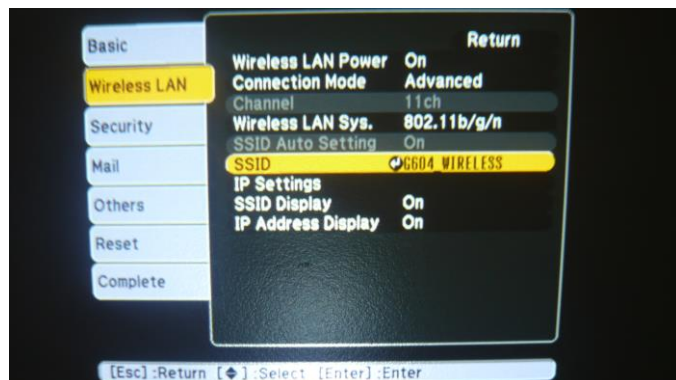 Basic
Wireless LAN
Security
Mail
Others
Reset
Complete
Return
Wireless LAN Power On
Connection Mode Advanced
Channel 11ch
Wireless LAN Sys. 802.11b/g/n
SSID Auto Setting On
SSID G604_WIRELESS
IP Settings
SSID Display On
IP Address Display On
[Esc] :Return [◆] :Select [Enter] :Enter